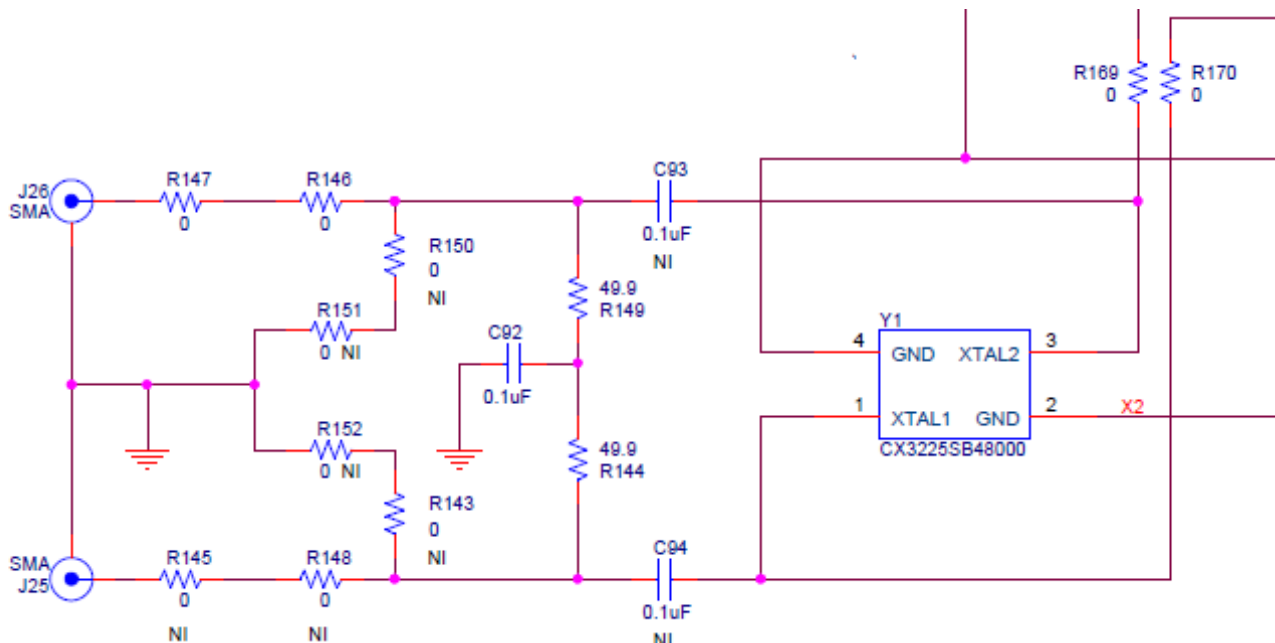 R169
0
R170
0
J26
SMA
R147
0
R146
0
C93
0.1uF
NI
R150
0
NI
49.9
R149
R151
0 NI
C92
0.1uF
Y1
4
GND
XTAL2
3
1
XTAL1
GND
2
X2
CX3225SB48000
R152
0 NI
49.9
R144
R143
0
NI
SMA
J25
R145
0
NI
R148
0
NI
C94
0.1uF
NI